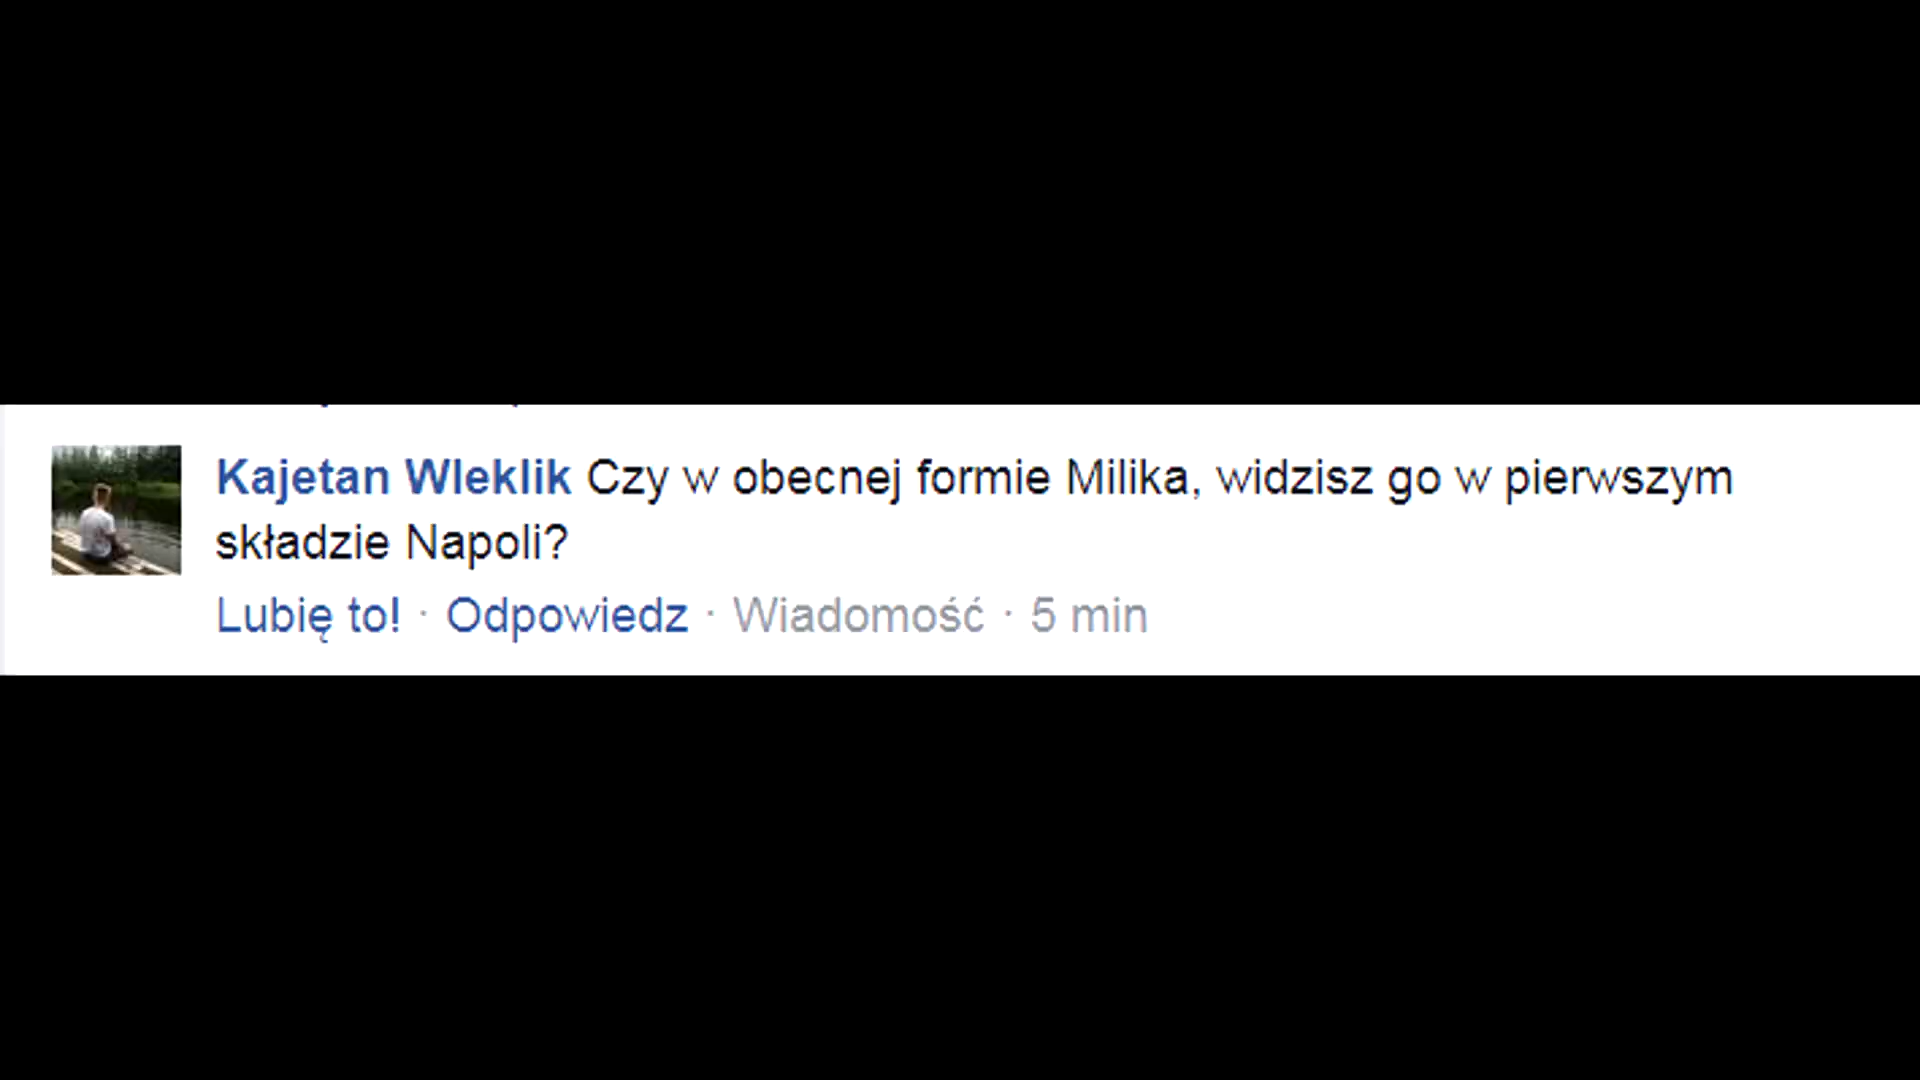 Kajetan Wleklik Czy w obecnej formie Milika, widzisz go w pierwszym
składzie Napoli?
Lubię to! · Odpowiedz · Wiadomość · 5 min